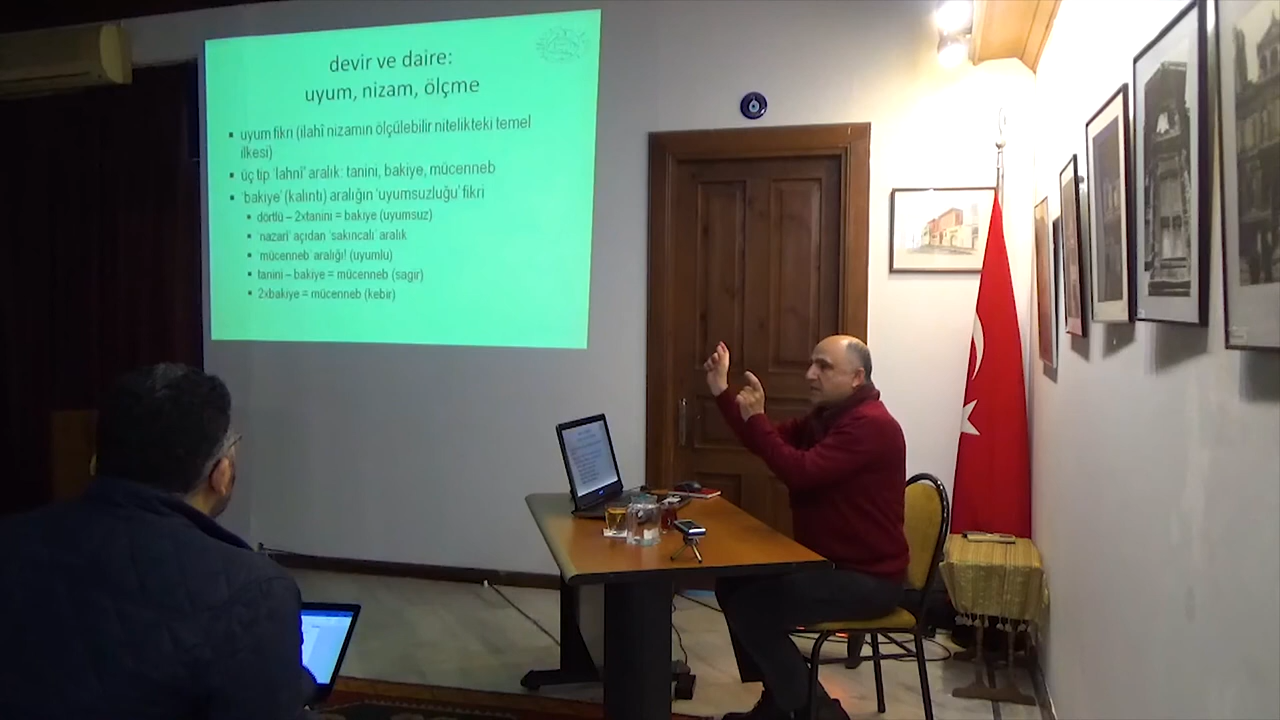 devir ve daire:
uyum, nizam, ölçme
uyum fikri (ilahî nizamın ölçülebilir nitelikteki temel
ilkesi)
üç tip 'lahnî' aralık: tanini, bakiye, mücenneb
'bakiye' (kalıntı) aralığın 'uyumsuzluğu' fikri
dörtlü – 2xtanini = bakiye (uyumsuz)
'nazarî' açıdan 'sakıncalı' aralık
'mücenneb' aralığı! (uyumlu)
tanini – bakiye = mücenneb (sagir)
2xbakiye = mücenneb (kebir)